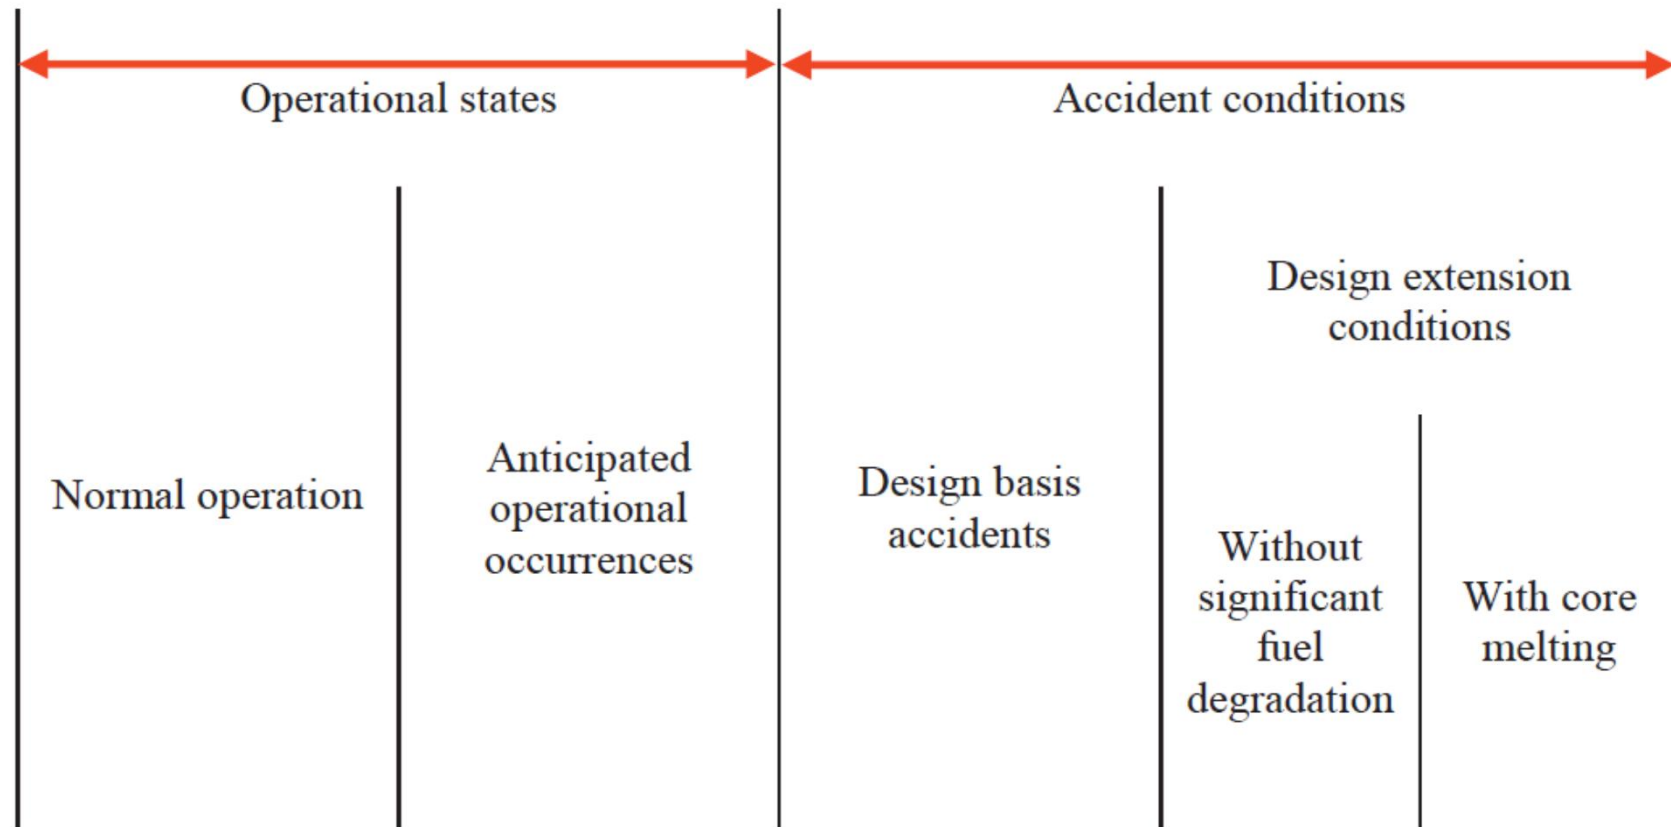 Operational states
Accident conditions
Normal operation
Anticipated
operational
occurrences
Design basis
accidents
Design extension
conditions
Without
significant
fuel
degradation
With core
melting